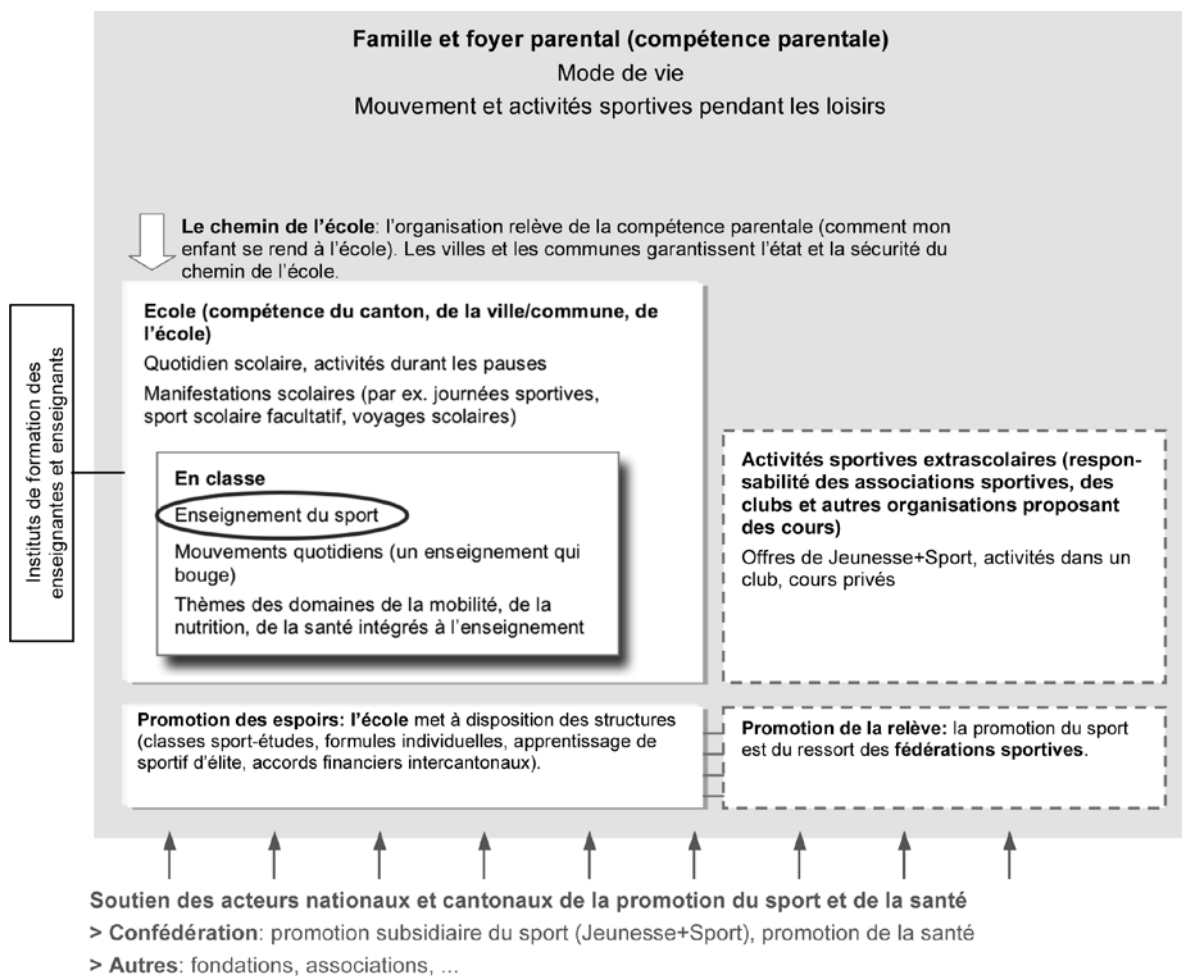 Famille et foyer parental (compétence parentale)
Mode de vie
Mouvement et activités sportives pendant les loisirs
Le chemin de l’école: l’organisation relève de la compétence parentale (comment mon
enfant se rend à l’école). Les villes et les communes garantissent l’état et la sécurité du
chemin de l’école.
Instituts de formation des
enseignantes et enseignants
Ecole (compétence du canton, de la ville/commune, de
l’école)
Quotidien scolaire, activités durant les pauses
Manifestations scolaires (par ex. journées sportives,
sport scolaire facultatif, voyages scolaires)
En classe
Enseignement du sport
Mouvements quotidiens (un enseignement qui
bouge)
Thèmes des domaines de la mobilité, de la
nutrition, de la santé intégrés à l’enseignement
Activités sportives extrascolaires (respon-
sabilité des associations sportives, des
clubs et autres organisations proposant
des cours)
Offres de Jeunesse+Sport, activités dans un
club, cours privés
Promotion des espoirs: l’école met à disposition des structures
(classes sport-études, formules individuelles, apprentissage de
sportif d’élite, accords financiers intercantonaux).
Promotion de la relève: la promotion du sport
est du ressort des fédérations sportives.
Soutien des acteurs nationaux et cantonaux de la promotion du sport et de la santé
> Confédération: promotion subsidiaire du sport (Jeunesse+Sport), promotion de la santé
> Autres: fondations, associations, ...